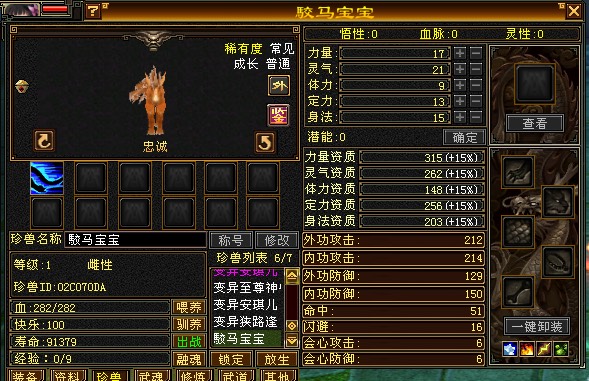 ? 駮马宝宝
悟性:0 血脉:0 灵性:0
稀有度 常见
成长 普通
外
鉴
忠诚
力量: 17
灵气: 21
体力: 9
定力: 13
身法: 15
潜能:0 确定
查看
力量资质 315(+15%)
灵气资质 262(+15%)
体力资质 148(+15%)
定力资质 256(+15%)
身法资质 203(+15%)
珍兽名称 駮马宝宝 称号 修改
等级:1 雌性
珍兽ID:02C070DA
珍兽列表 6/7
变异安琪儿
变异至尊神
变异安琪儿
变异狭路逢
駮马宝宝
血:282/282 喂养
快乐:100 驯养
寿命:91379 出战
经验:0/9 融魂 锁定 放生
外功攻击: 212
内功攻击: 214
外功防御: 129
内功防御: 150
命中: 51
闪避: 16
会心攻击: 6
会心防御: 6
一键卸装
装备 资料 珍兽 武魂 修炼 武道 其他